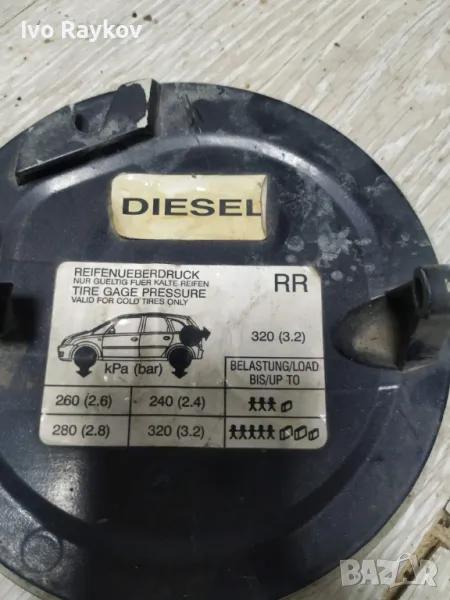 Ivo Raykov
DIESEL
REIFENUEBERDRUCK
NUR GUELTIG FUER KALTE REIFEN
TIRE GAGE PRESSURE
VALID FOR COLD TIRES ONLY
RR
320 (3.2)
kPa (bar)
BELASTUNG/LOAD
BIS/UP TO
260 (2.6) 240 (2.4)
280 (2.8) 320 (3.2)
BAZAR
bg